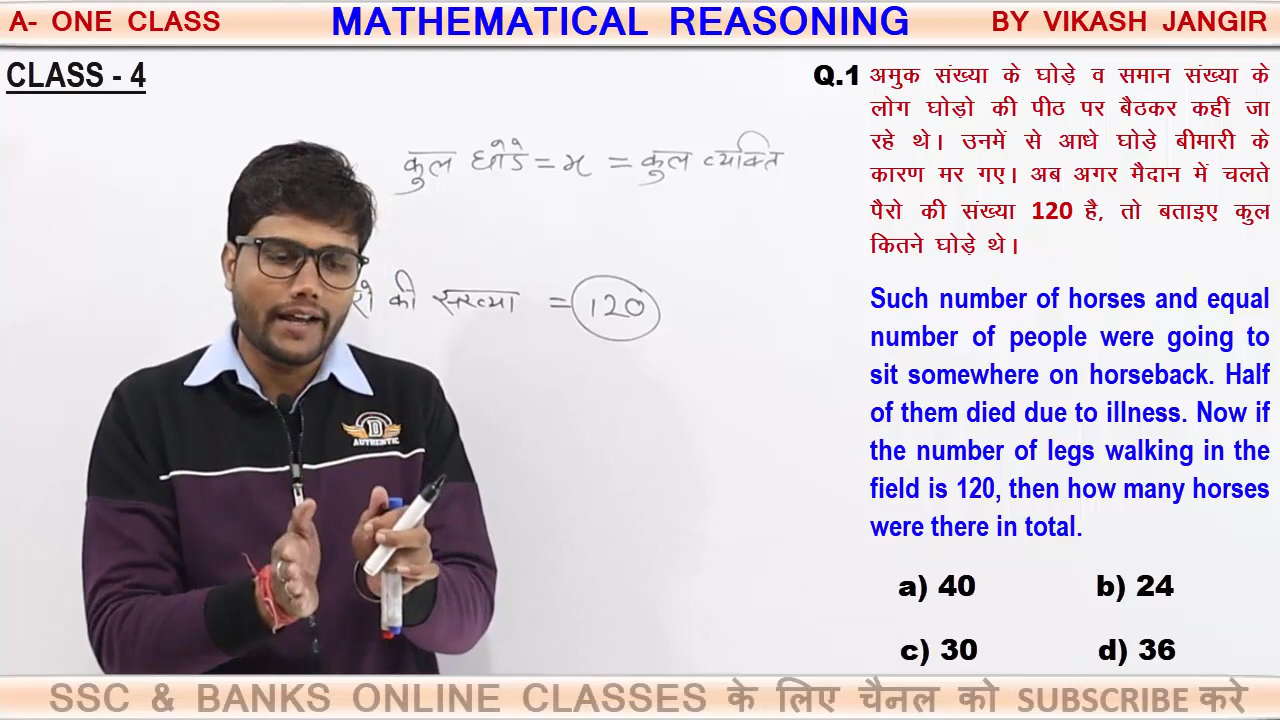 A- ONE CLASS MATHEMATICAL REASONING BY VIKASH JANGIR
CLASS - 4
कुल घोडे = x = कुल व्यक्ति
की संख्या = 120
D
AUTHENTIC
Q.1 अमुक संख्या के घोड़े व समान संख्या के
लोग घोड़ो की पीठ पर बैठकर कहीं जा
रहे थे। उनमें से आधे घोड़े बीमारी के
कारण मर गए। अब अगर मैदान में चलते
पैरो की संख्या 120 है, तो बताइए कुल
कितने घोड़े थे।
Such number of horses and equal
number of people were going to
sit somewhere on horseback. Half
of them died due to illness. Now if
the number of legs walking in the
field is 120, then how many horses
were there in total.
a) 40 b) 24
c) 30 d) 36
SSC & BANKS ONLINE CLASSES के लिए चैनल को SUBSCRIBE करे